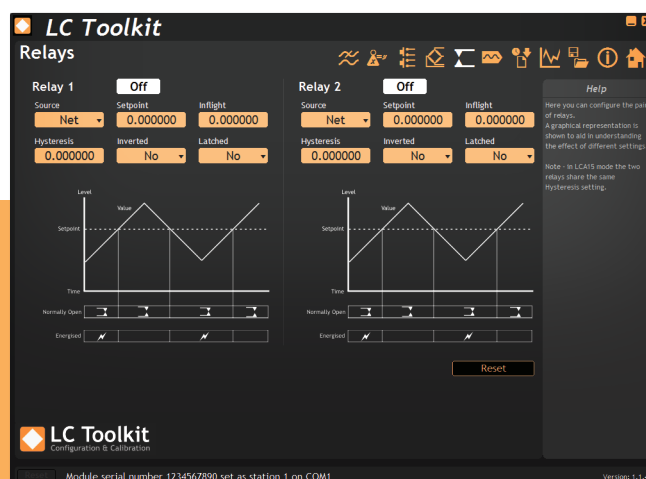 LC Toolkit
Relays
Relay 1 Off
Source Setpoint Inflight
Net 0.000000 0.000000
Hysteresis Inverted Latched
0.000000 No No
Level
Value
Setpoint
Time
Normally Open
Energised
Relay 2 Off
Source Setpoint Inflight
Net 0.000000 0.000000
Hysteresis Inverted Latched
0.000000 No No
Level
Value
Setpoint
Time
Normally Open
Energised
Reset
Help
Here you can configure the pair
of relays.
A graphical representation is
shown to aid in understanding
the effect of different settings
Note - in LCA15 mode the two
relays share the same
Hysteresis setting.
LC Toolkit
Configuration & Calibration
Reset Module serial number 1234567890 set as station 1 on COM1
Version: 1.1.